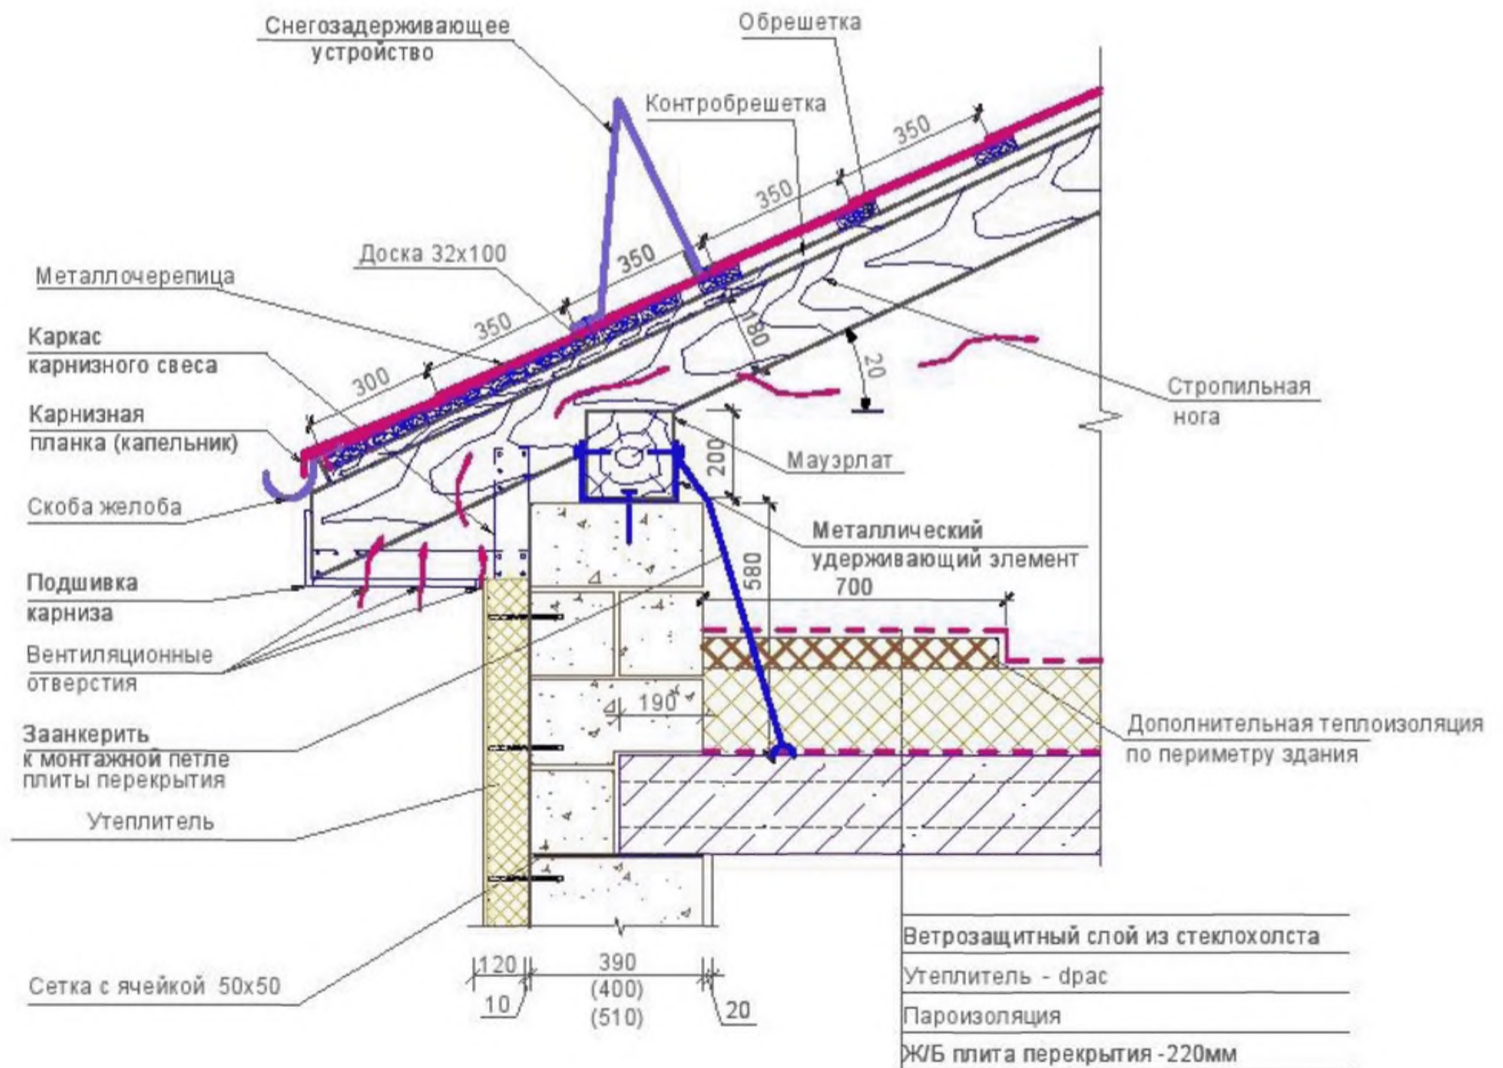 Снегозадерживающее
устройство
Обрешетка
Контробрешетка
350
350
350
350
300
Доска 32х100
Металлочерепица
Каркас
карнизного свеса
Карнизная
планка (капельник)
Скоба желоба
180
20
Стропильная
нога
Мауэрлат
200
Металлический
удерживающий элемент
700
580
Подшивка
карниза
Вентиляционные
отверстия
190
Заанкерить
к монтажной петле
плиты перекрытия
Дополнительная теплоизоляция
по периметру здания
Утеплитель
Сетка с ячейкой 50х50
120
390
(400)
(510)
10
20
Ветрозащитный слой из стеклохолста
Утеплитель - dрас
Пароизоляция
Ж/Б плита перекрытия -220мм